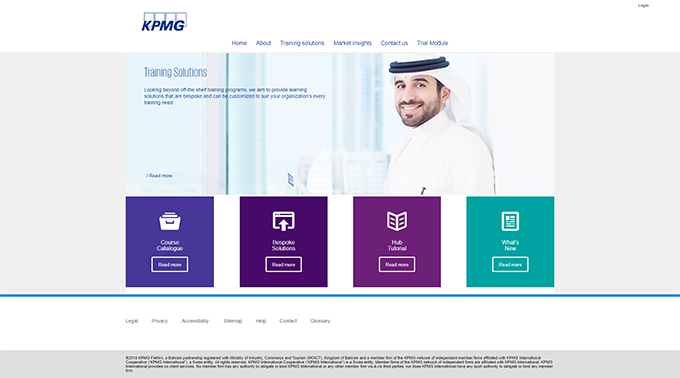 Login
KPMG
Home About Training solutions Market insights Contact us Trial Module
Training Solutions
Looking beyond off-the shelf training programs, we aim to provide learning
solutions that are bespoke and can be customized to suit your organization's every
training need
> Read more
Course
Catalogue
Read more
Bespoke
Solutions
Read more
Hub
Tutorial
Read more
What's
New
Read more
Legal Privacy Accessibility Sitemap Help Contact Glossary
©2018 KPMG Fakhro, a Bahrain partnership registered with Ministry of Industry, Commerce and Tourism (MOICT), Kingdom of Bahrain and a member firm of the KPMG network of independent member firms affiliated with KPMG International
Cooperative ("KPMG International"), a Swiss entity. All rights reserved. KPMG International Cooperative ("KPMG International") is a Swiss entity. Member firms of the KPMG network of independent firms are affiliated with KPMG International. KPMG
International provides no client services. No member firm has any authority to obligate or bind KPMG International or any other member firm vis-à-vis third parties, nor does KPMG International have any such authority to obligate or bind any member
firm.